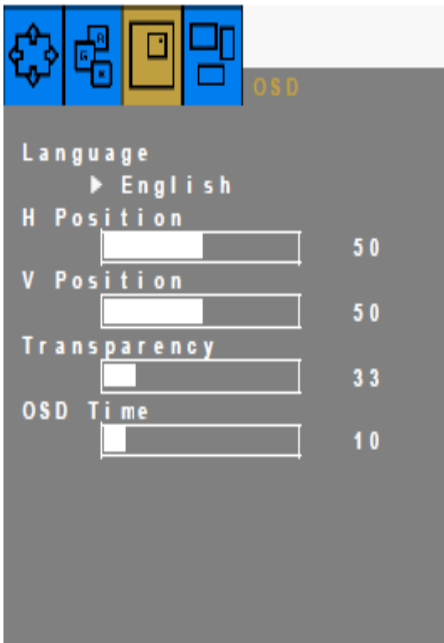 OSD
Language
English
H Position
50
V Position
50
Transparency
33
OSD Time
10